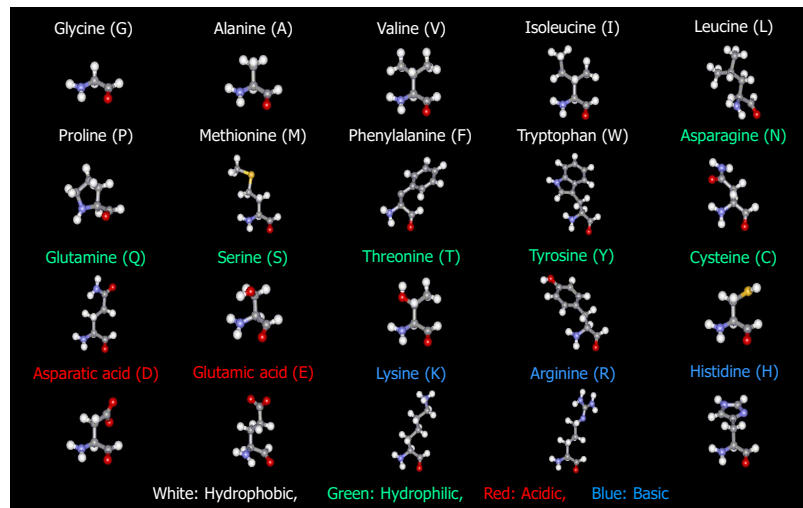 Glycine (G) Alanine (A) Valine (V) Isoleucine (I) Leucine (L)
Proline (P) Methionine (M) Phenylalanine (F) Tryptophan (W) Asparagine (N)
Glutamine (Q) Serine (S) Threonine (T) Tyrosine (Y) Cysteine (C)
Asparatic acid (D) Glutamic acid (E) Lysine (K) Arginine (R) Histidine (H)
White: Hydrophobic, Green: Hydrophilic, Red: Acidic, Blue: Basic